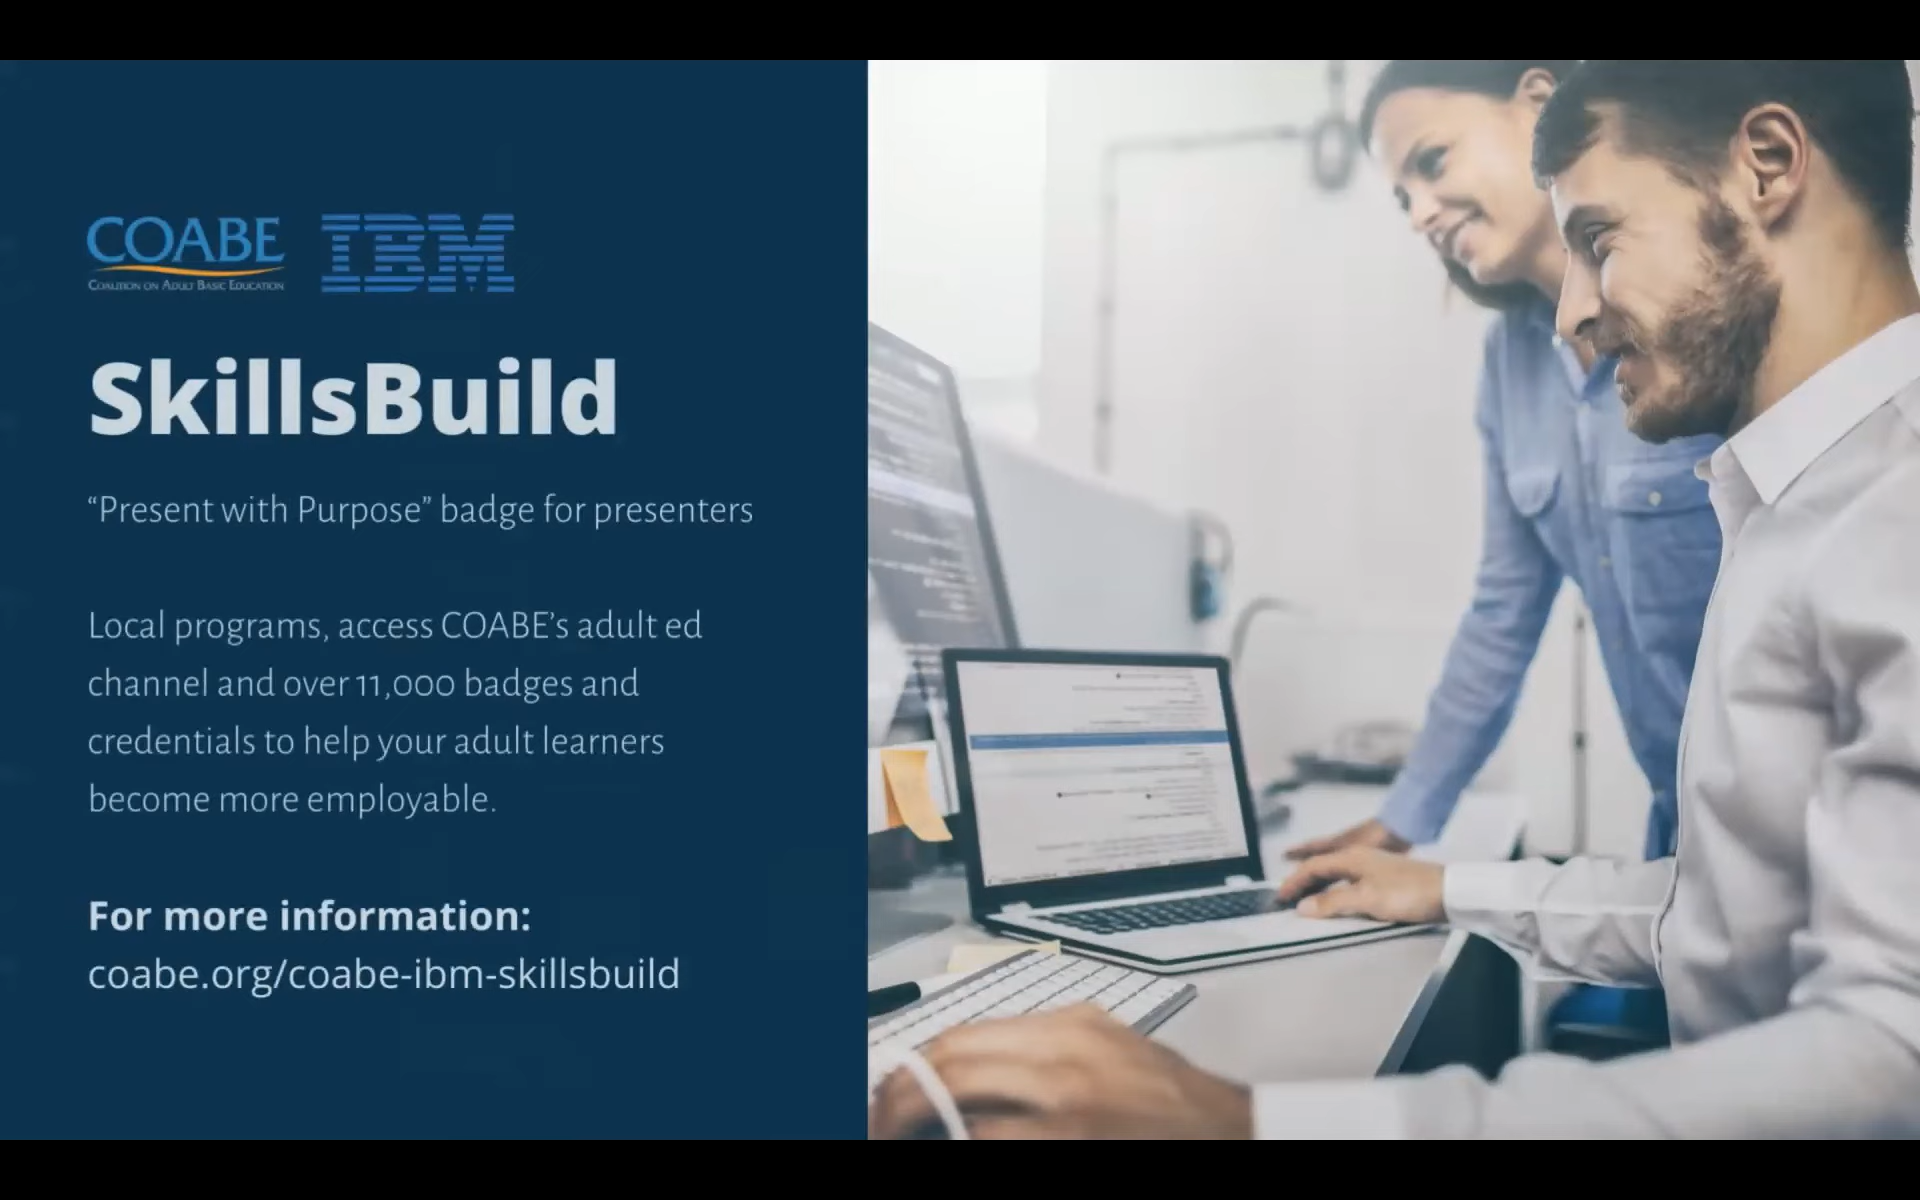 COABE IBM
COALITION ON ADULT BASIC EDUCATION
SkillsBuild
“Present with Purpose” badge for presenters
Local programs, access COABE’s adult ed
channel and over 11,000 badges and
credentials to help your adult learners
become more employable.
For more information:
coabe.org/coabe-ibm-skillsbuild